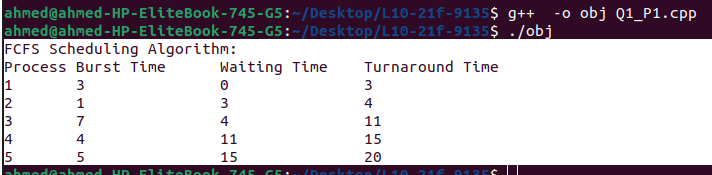 ahmed@ahmed-HP-EliteBook-745-G5:~/Desktop/L10-21f-9135$ g++  -o obj Q1_P1.cpp
ahmed@ahmed-HP-EliteBook-745-G5:~/Desktop/L10-21f-9135$ ./obj
FCFS Scheduling Algorithm:
Process Burst Time Waiting Time Turnaround Time
1 3 0 3
2 1 3 4
3 7 4 11
4 4 11 15
5 5 15 20
ahmed@ahmed-HP-EliteBook-745-G5:~/Desktop/L10-21f-9135$